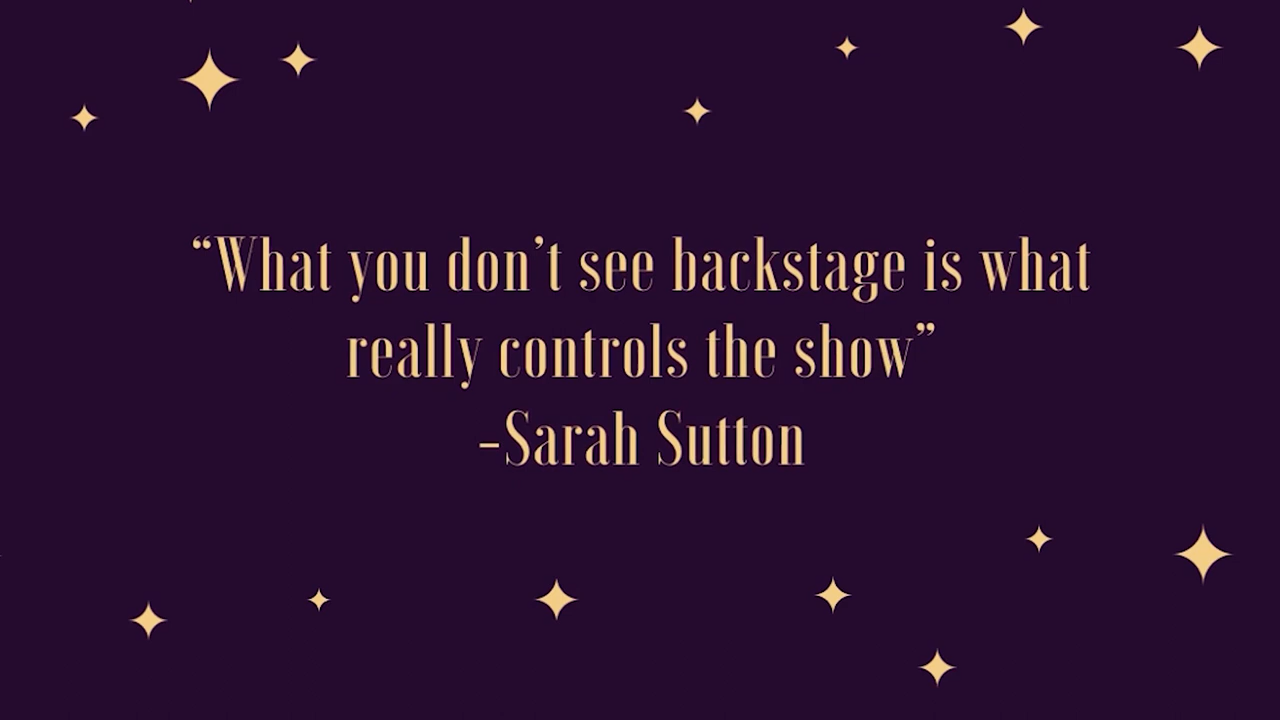 “What you don’t see backstage is what
really controls the show”
-Sarah Sutton